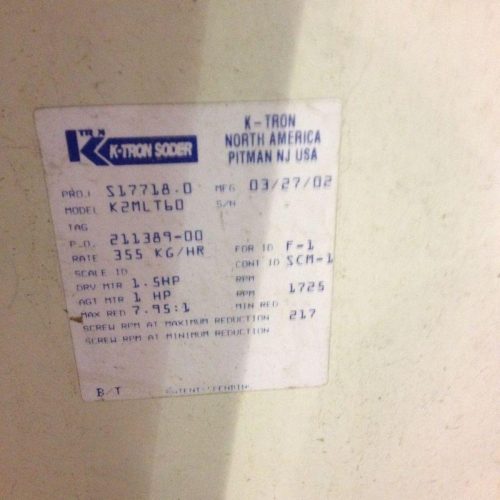 K-TRON SODER
K-TRON
NORTH AMERICA
PITMAN NJ USA
PROJ S17718.0 MFG 03/27/02
MODEL K2MLT60 S/N
TAG
P.O. 211389-00
RATE 355 KG/HR FDR ID F-1
SCALE ID CONT ID SCM-1
DRV MTR 1.5HP RPM
AGT MTR 1 HP RPM 1725
MAX RED 7.95:1 MIN RED
SCREW RPM AT MAXIMUM REDUCTION 217
SCREW RPM AT MINIMUM REDUCTION
B/T